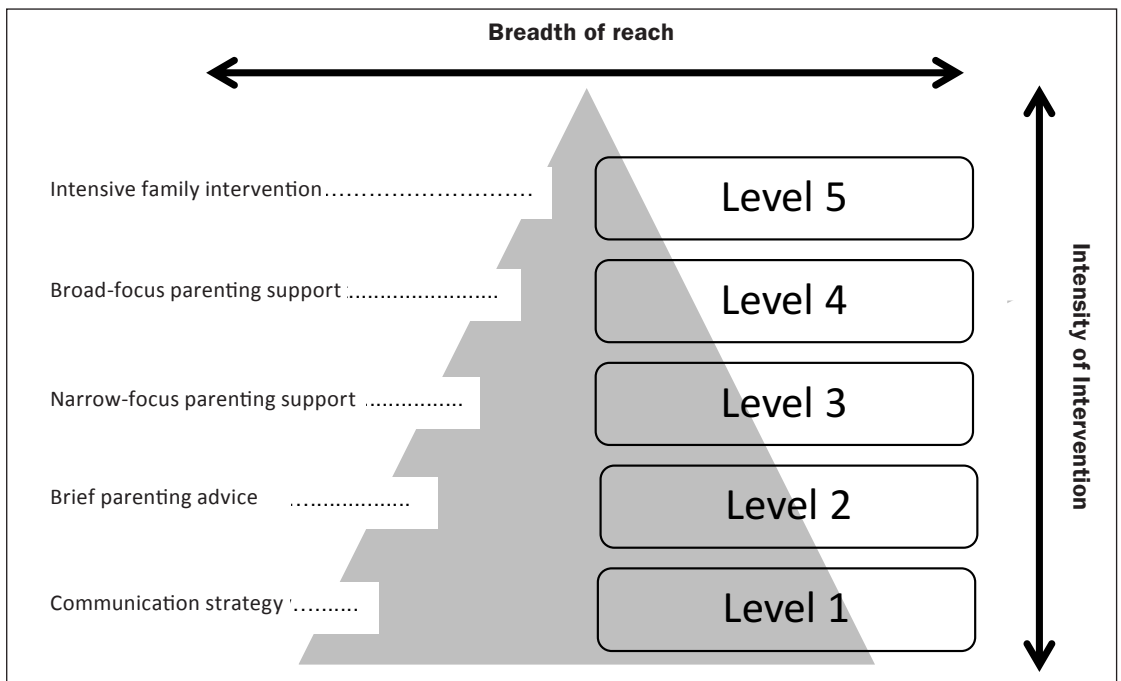 Breadth of reach
Intensive family intervention..............................
Level 5
Broad-focus parenting support :........................
Level 4
Intensity of Intervention
Narrow-focus parenting support ................
Level 3
Brief parenting advice ...................
Level 2
Communication strategy '...........
Level 1